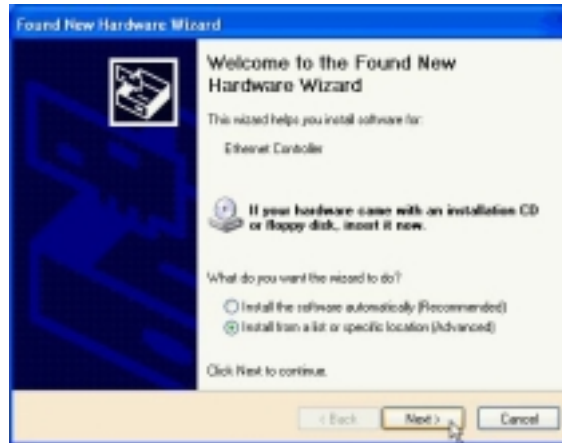 Found New Hardware Wizard
Welcome to the Found New
Hardware Wizard
This wizard helps you install software for:
Ethernet Controller
If your hardware came with an installation CD
or floppy disk, insert it now.
What do you want the wizard to do?
Install the software automatically (Recommended)
Install from a list or specific location (Advanced)
Click Next to continue.
< Back
Next >
Cancel